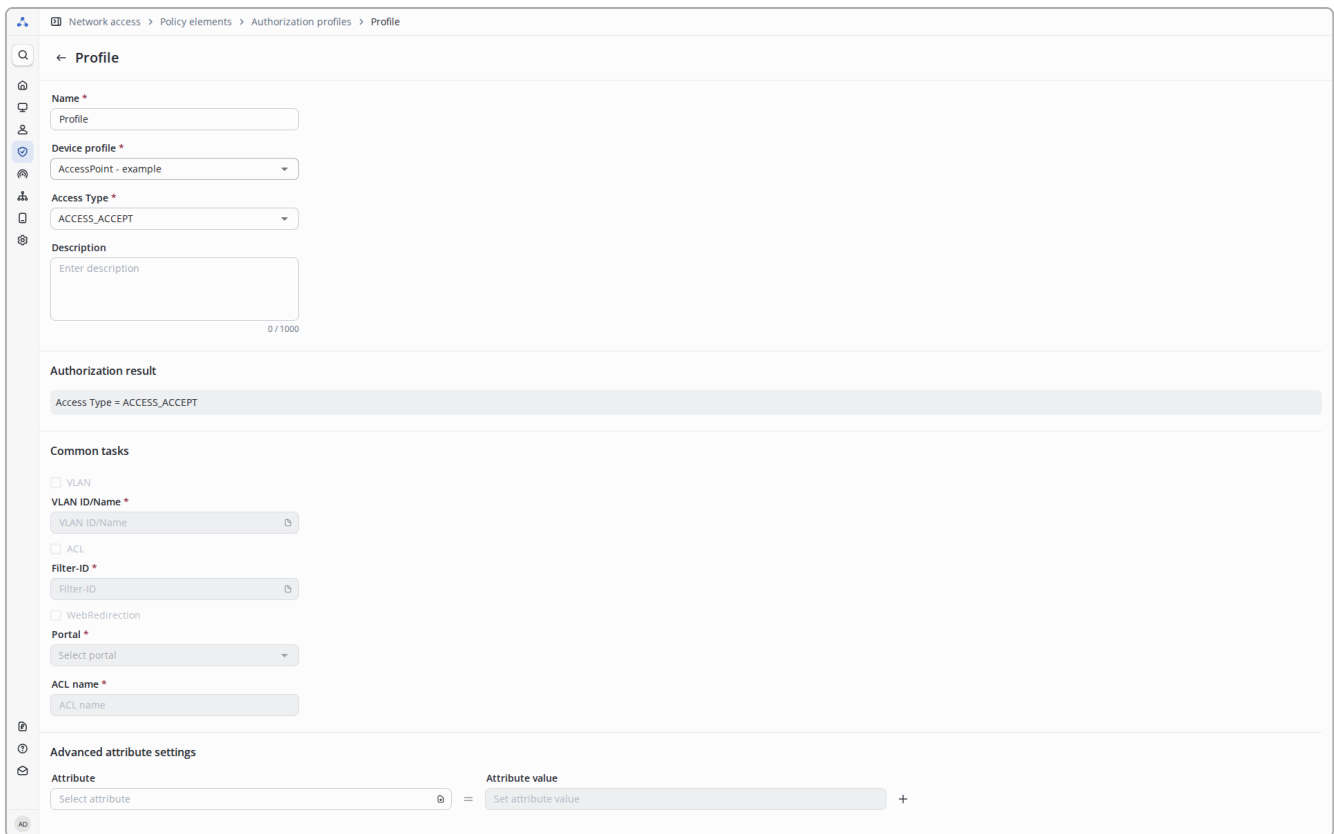 Network access > Policy elements > Authorization profiles > Profile
← Profile
Name *
Profile
Device profile *
AccessPoint - example
Access Type *
ACCESS_ACCEPT
Description
Enter description
0 / 1000
Authorization result
Access Type = ACCESS_ACCEPT
Common tasks
VLAN
VLAN ID/Name *
VLAN ID/Name
ACL
Filter-ID *
Filter-ID
WebRedirection
Portal *
Select portal
ACL name *
ACL name
Advanced attribute settings
Attribute Attribute value
Select attribute = Set attribute value +
AD